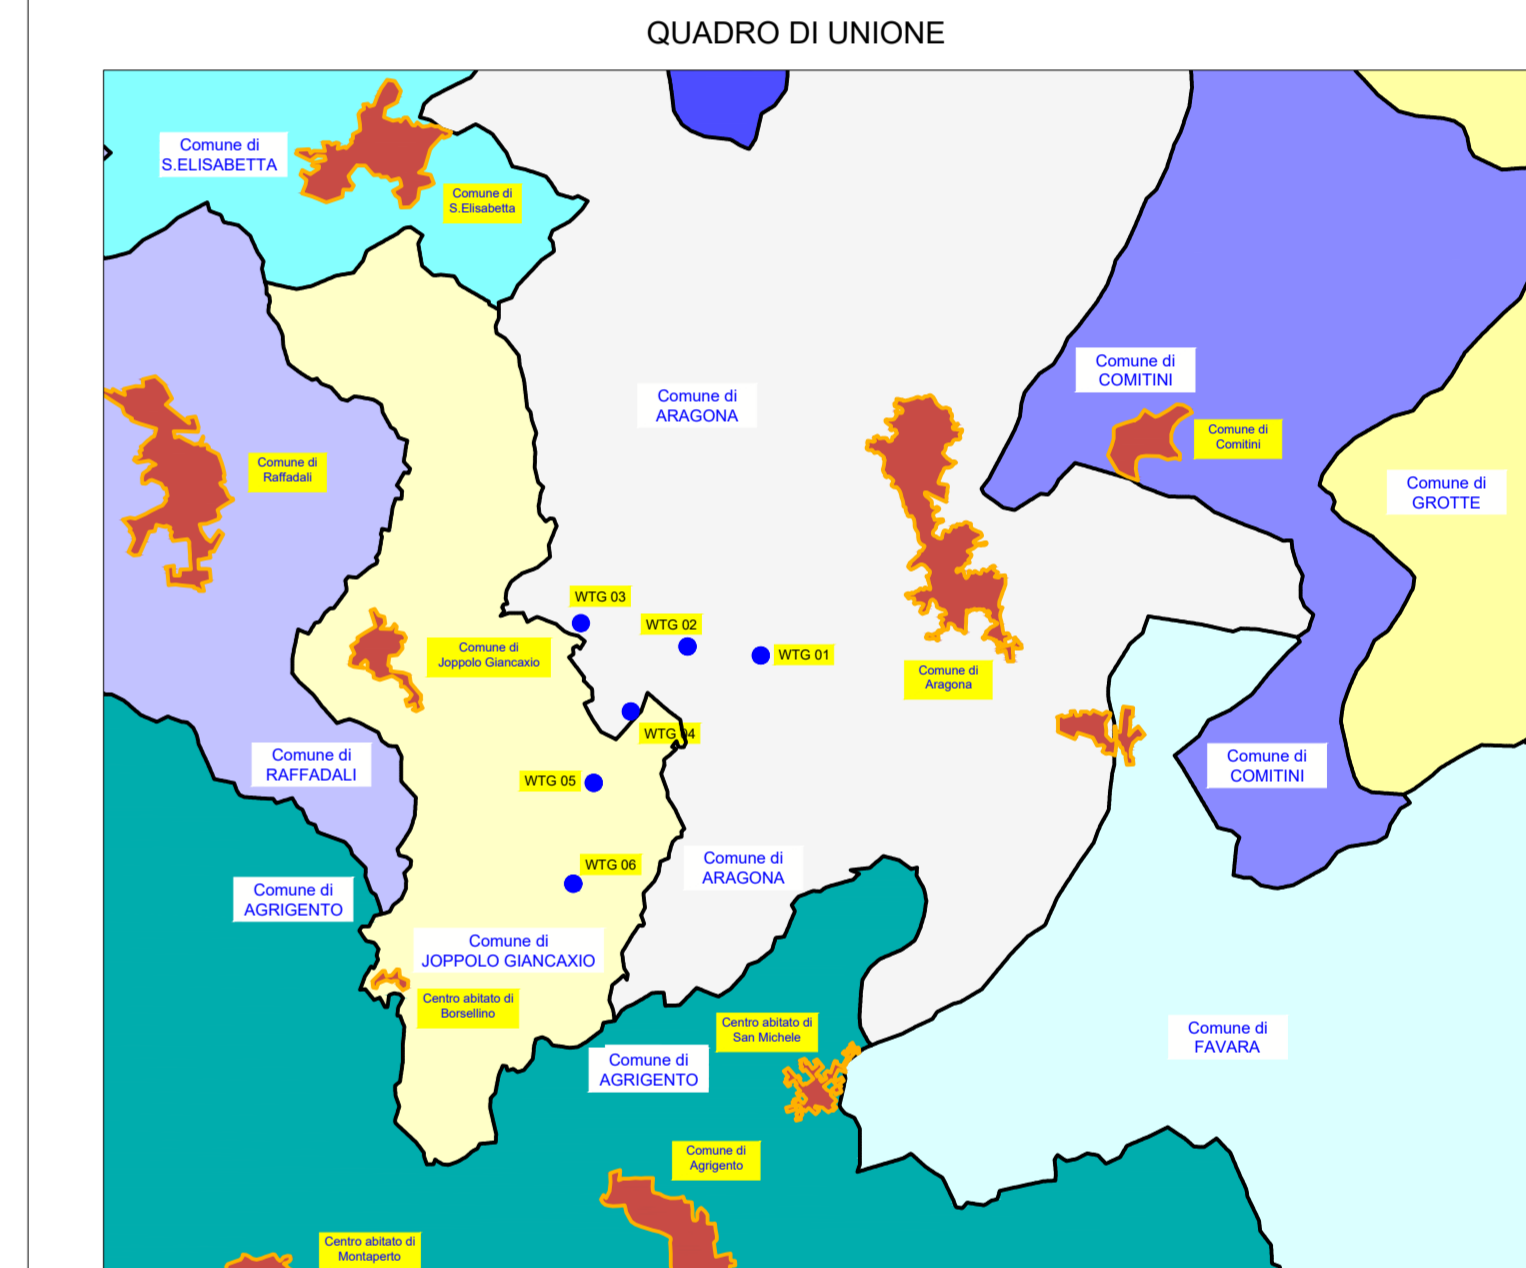 QUADRO DI UNIONE
Comune di
S.ELISABETTA
Comune di
S.Elisabetta
Comune di
COMITINI
Comune di
ARAGONA
Comune di
Comitini
Comune di
Raffadali
Comune di
GROTTE
WTG 03
WTG 02
WTG 01
Comune di
Joppolo Giancaxio
Comune di
Aragona
WTG 04
Comune di
RAFFADALI
Comune di
COMITINI
WTG 05
WTG 06
Comune di
ARAGONA
Comune di
AGRIGENTO
Comune di
JOPPOLO GIANCAXIO
Centro abitato di
Borsellino
Centro abitato di
San Michele
Comune di
FAVARA
Comune di
AGRIGENTO
Comune di
Agrigento
Centro abitato di
Montaperto